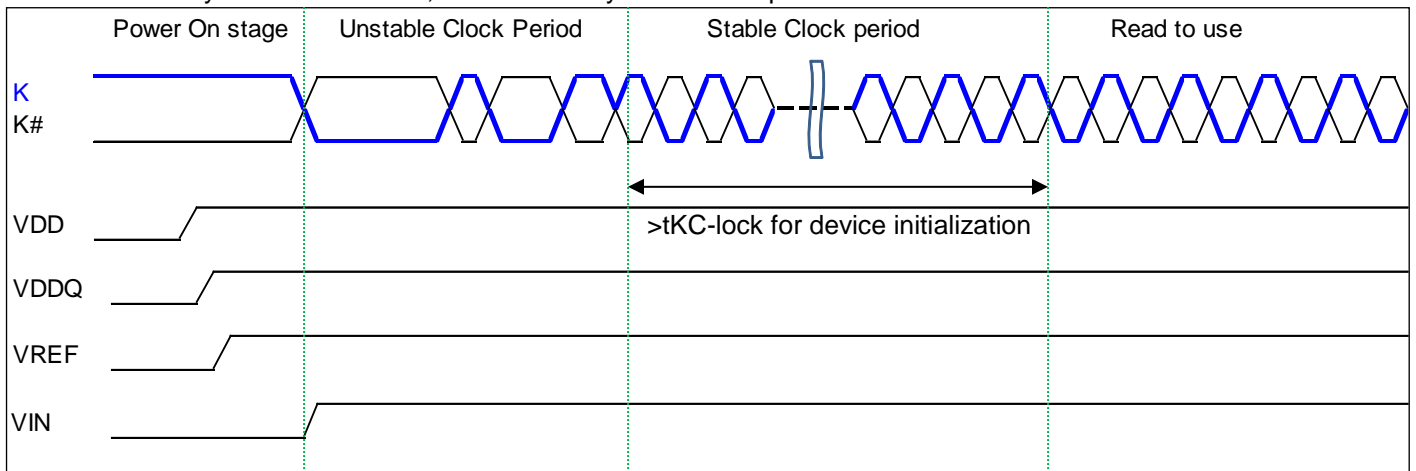 Power On stage Unstable Clock Period Stable Clock period Read to use
K
K#
VDD
>tKC-lock for device initialization
VDDQ
VREF
VIN